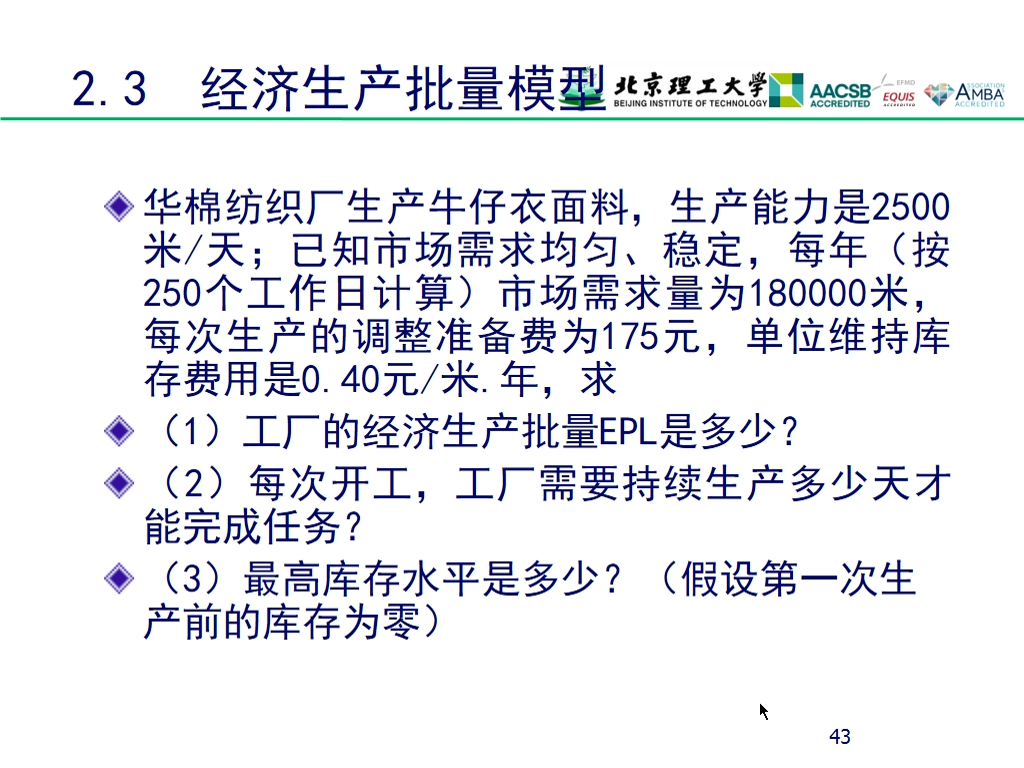 2.3 经济生产批量模型
北京理工大学
BEIJING INSTITUTE OF TECHNOLOGY
AACSB
ACCREDITED
EFMD
EQUIS
ACCREDITED
ASSOCIATION
AMBA
ACCREDITED
华棉纺织厂生产牛仔衣面料，生产能力是2500
米/天；已知市场需求均匀、稳定，每年（按
250个工作日计算）市场需求量为180000米，
每次生产的调整准备费为175元，单位维持库
存费用是0.40元/米.年，求
（1）工厂的经济生产批量EPL是多少？
（2）每次开工，工厂需要持续生产多少天才
能完成任务？
（3）最高库存水平是多少？（假设第一次生
产前的库存为零）
43